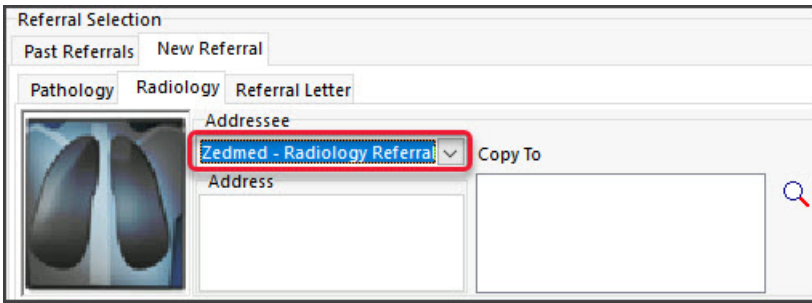 Referral Selection
Past Referrals New Referral
Pathology Radiology Referral Letter
Addressee
Zedmed - Radiology Referral Copy To
Address